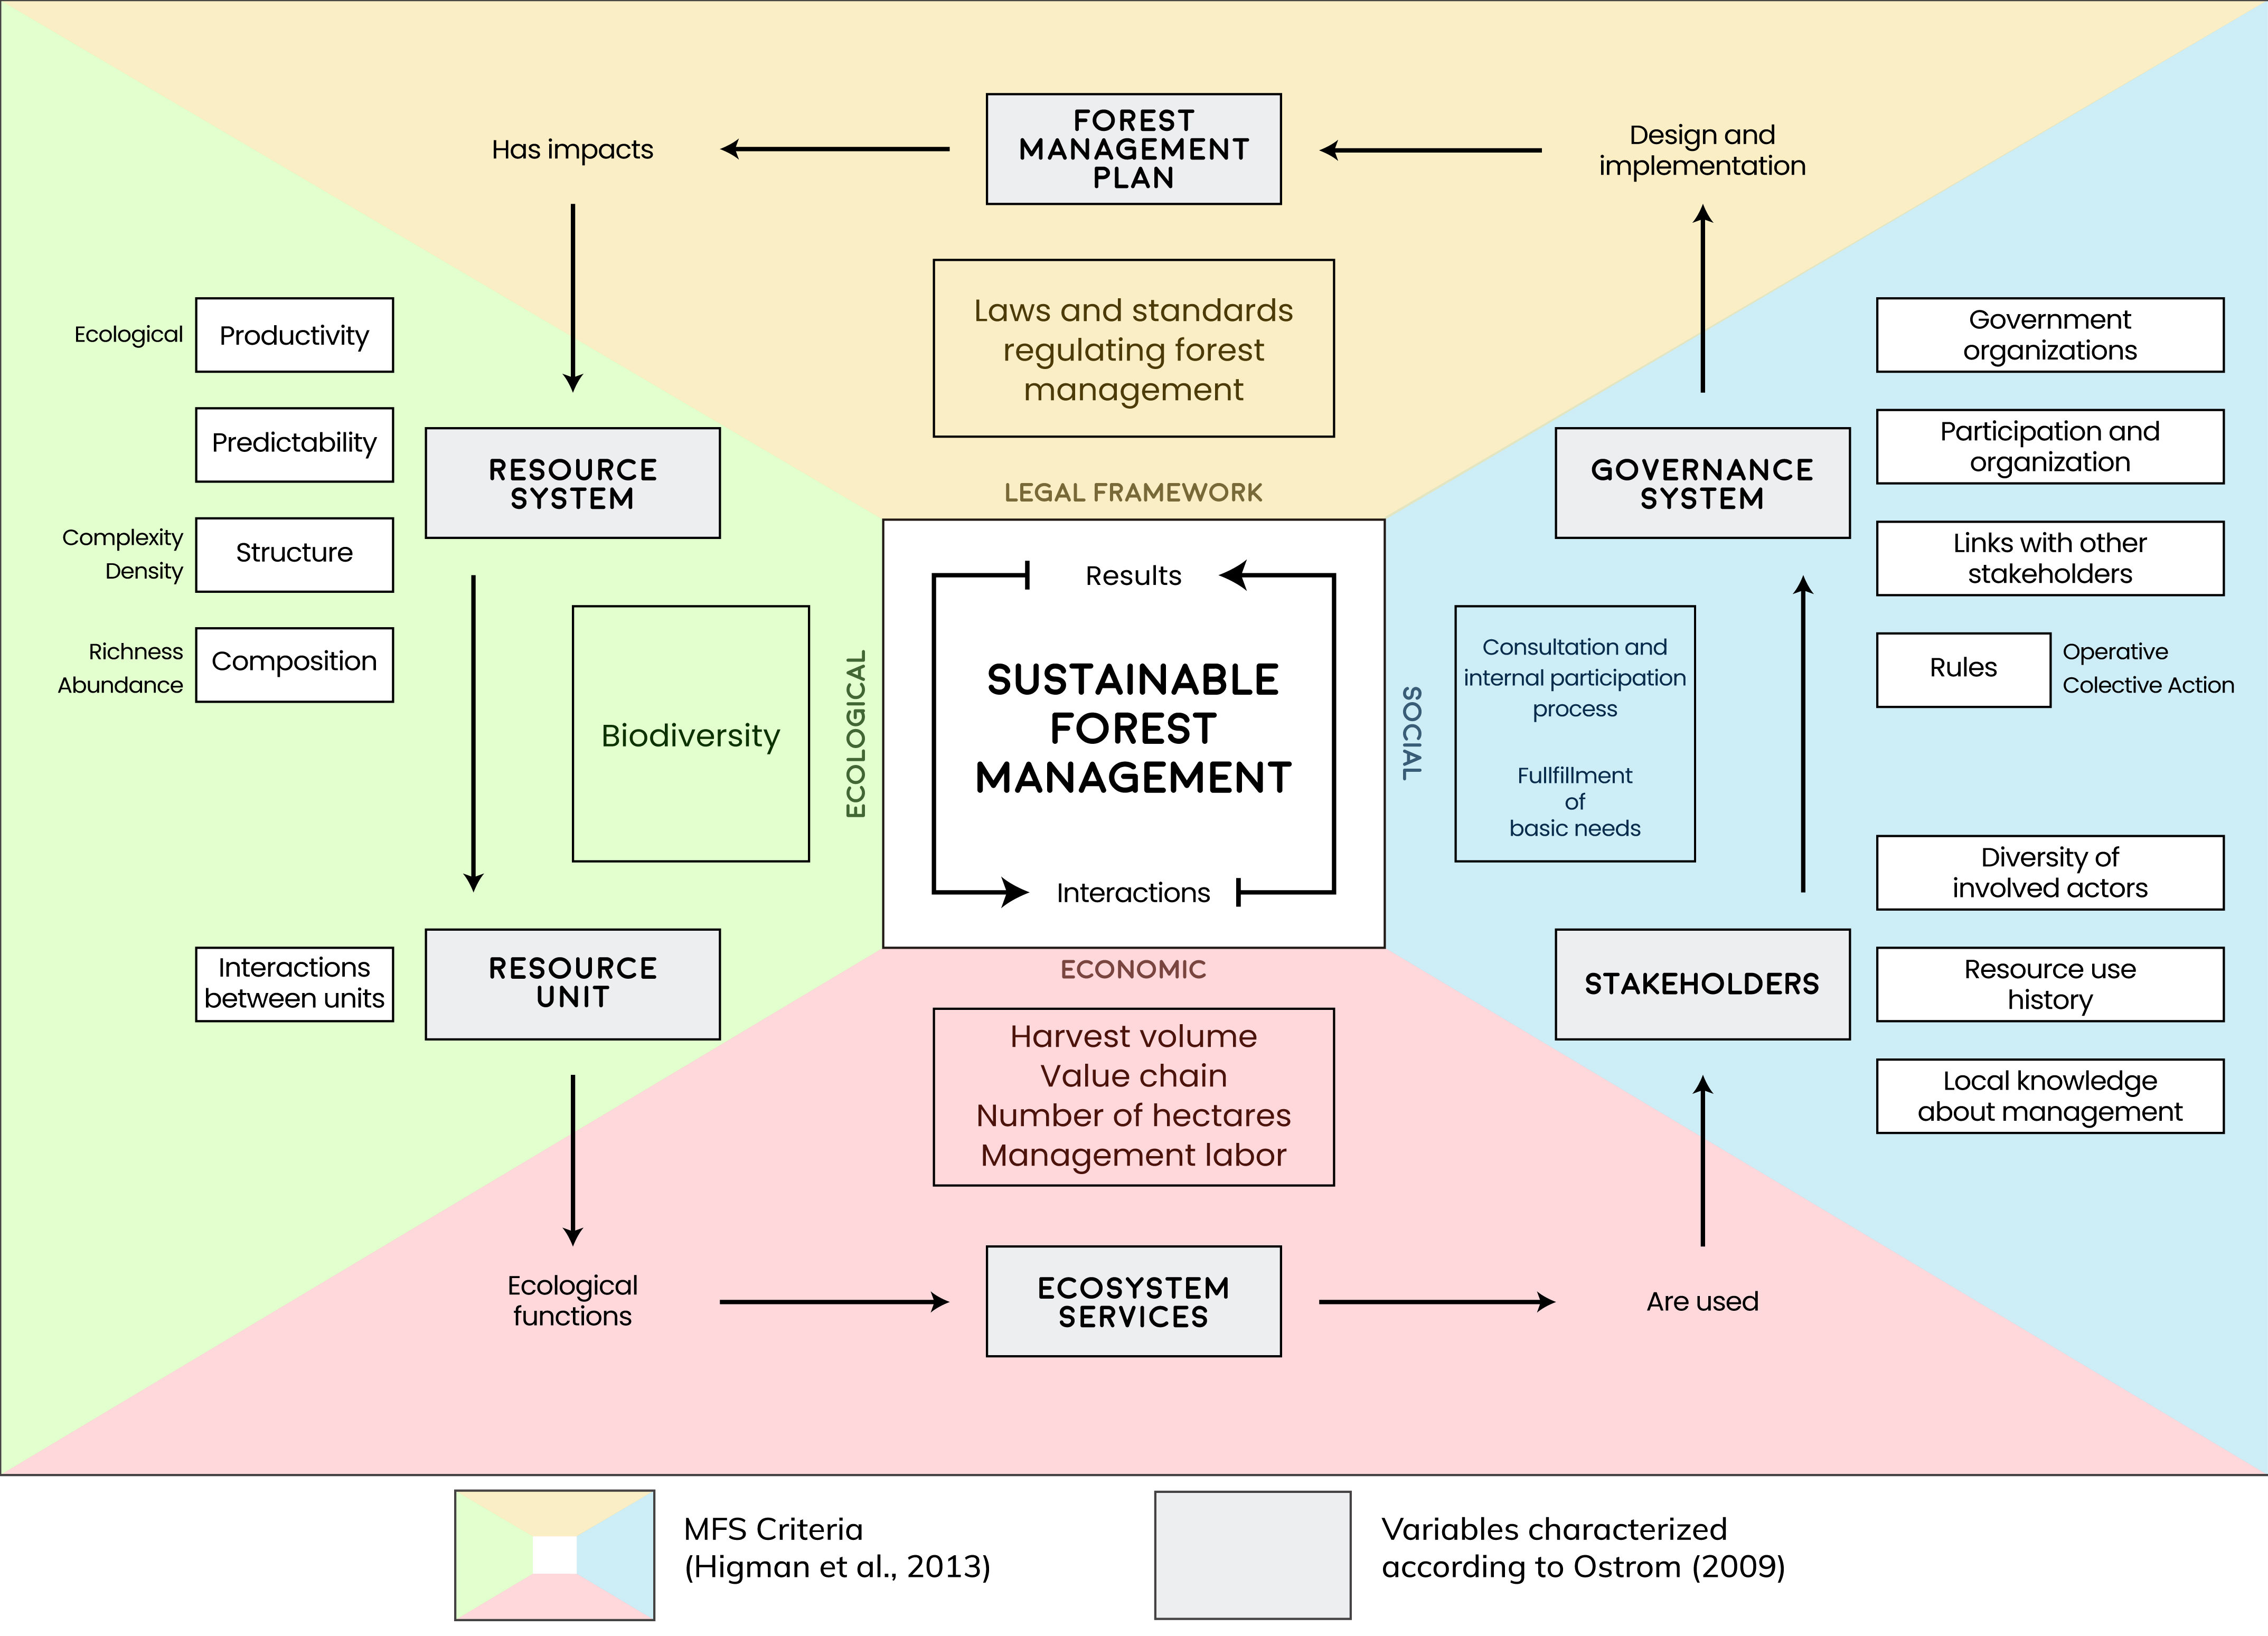 Has impacts
FOREST
MANAGEMENT
PLAN
Design and
implementation
Laws and standards
regulating forest
management
LEGAL FRAMEWORK
Ecological
Productivity
Predictability
Complexity
Density
Structure
Richness
Abundance
Composition
RESOURCE
SYSTEM
Biodiversity
ECOLOGICAL
Interactions
between units
RESOURCE
UNIT
Results
SUSTAINABLE
FOREST
MANAGEMENT
Interactions
SOCIAL
Consultation and
internal participation
process
Fullfillment
of
basic needs
GOVERNANCE
SYSTEM
Government
organizations
Participation and
organization
Links with other
stakeholders
Rules
Operative
Colective Action
STAKEHOLDERS
Diversity of
involved actors
Resource use
history
Local knowledge
about management
ECONOMIC
Harvest volume
Value chain
Number of hectares
Management labor
Ecological
functions
ECOSYSTEM
SERVICES
Are used
MFS Criteria
(Higman et al., 2013)
Variables characterized
according to Ostrom (2009)